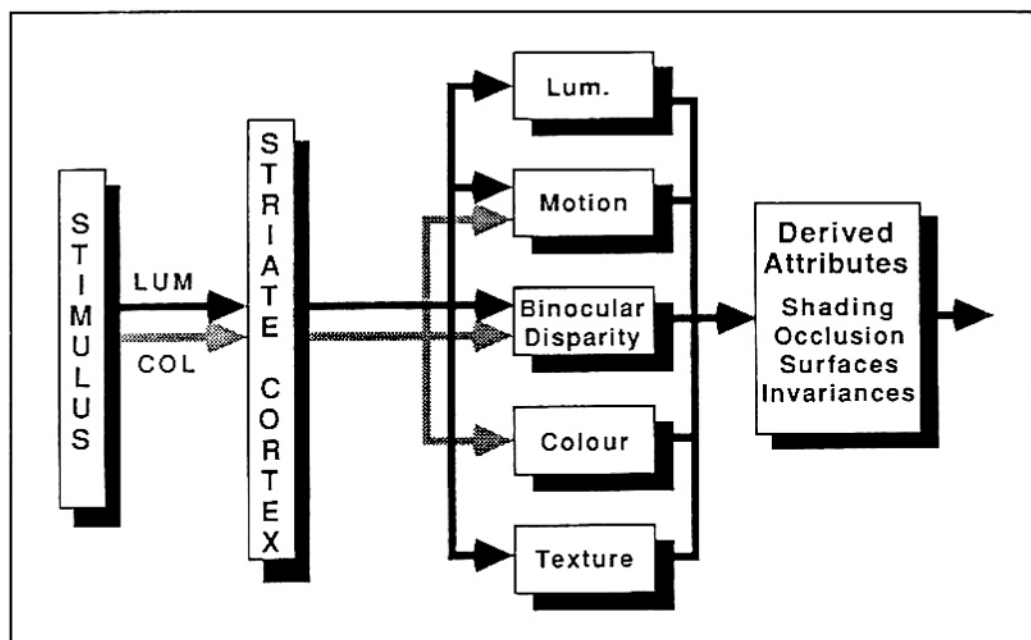 STIMULUS
LUM
COL
STRIATE CORTEX
Lum.
Motion
Binocular
Disparity
Colour
Texture
Derived
Attributes
Shading
Occlusion
Surfaces
Invariances